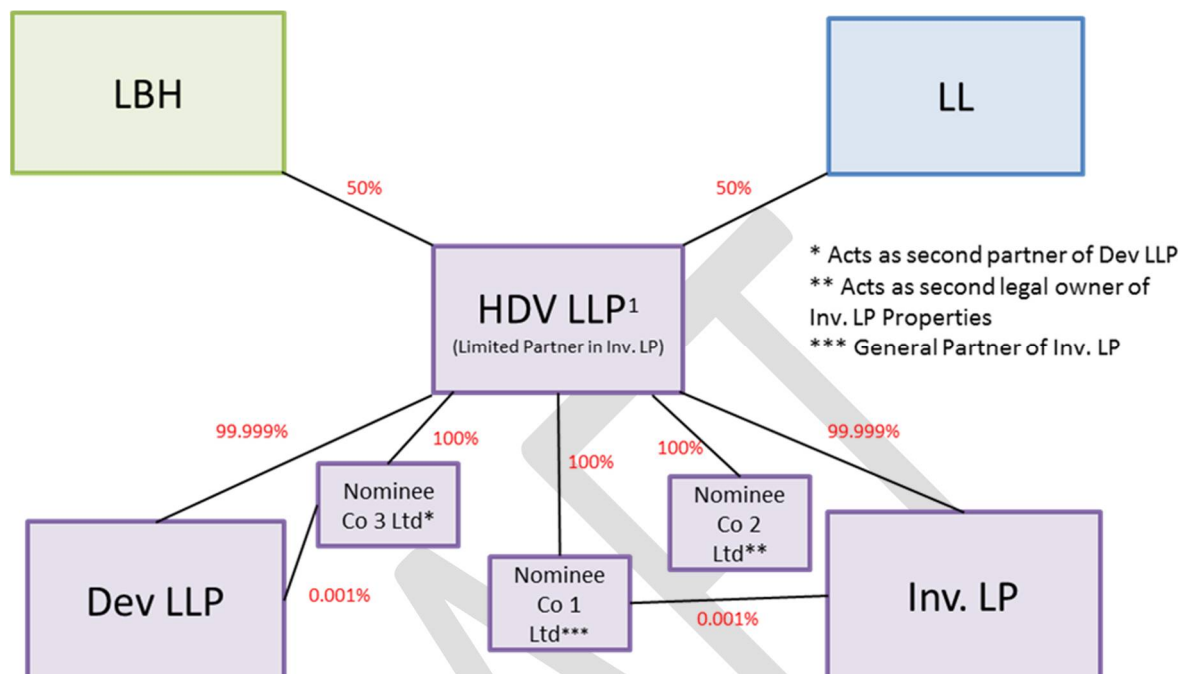 LBH
LL
50%
50%
* Acts as second partner of Dev LLP
** Acts as second legal owner of
Inv. LP Properties
*** General Partner of Inv. LP
HDV LLP¹
(Limited Partner in Inv. LP)
99.999%
100%
100%
100%
99.999%
Nominee
Co 3 Ltd*
Nominee
Co 2
Ltd**
Nominee
Co 1
Ltd***
Dev LLP
0.001%
0.001%
Inv. LP